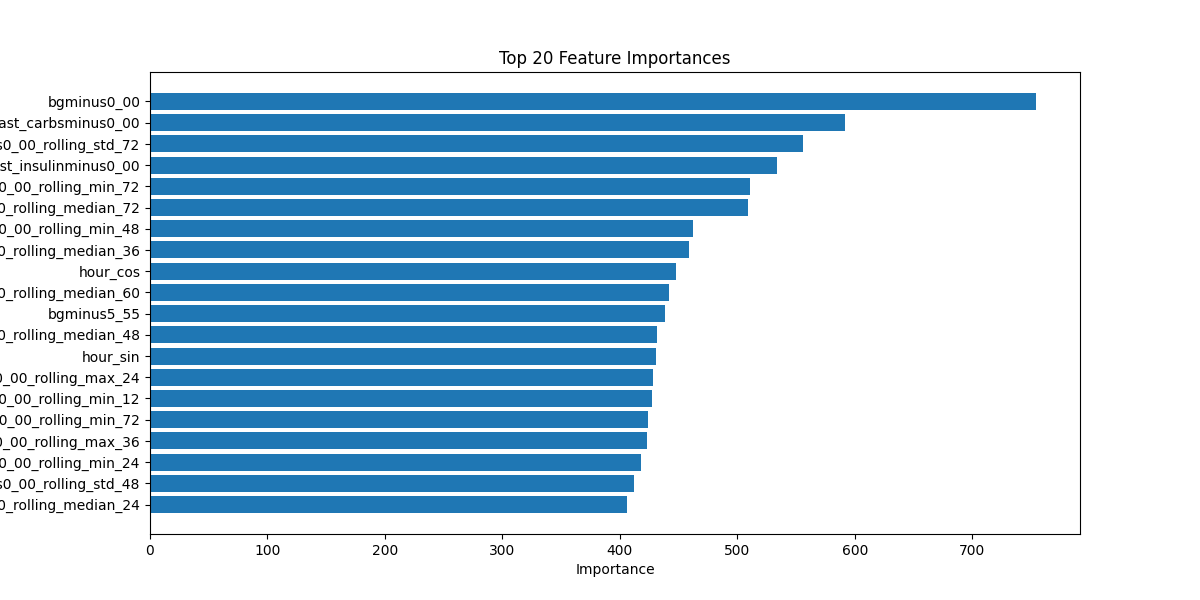 Top 20 Feature Importances
bgminus0_00
ast_carbsminus0_00
s0_00_rolling_std_72
st_insulinminus0_00
0_00_rolling_min_72
0_rolling_median_72
0_00_rolling_min_48
0_rolling_median_36
hour_cos
0_rolling_median_60
bgminus5_55
0_rolling_median_48
hour_sin
0_00_rolling_max_24
0_00_rolling_min_12
0_00_rolling_min_72
0_00_rolling_max_36
0_00_rolling_min_24
s0_00_rolling_std_48
0_rolling_median_24
0 100 200 300 400 500 600 700
Importance